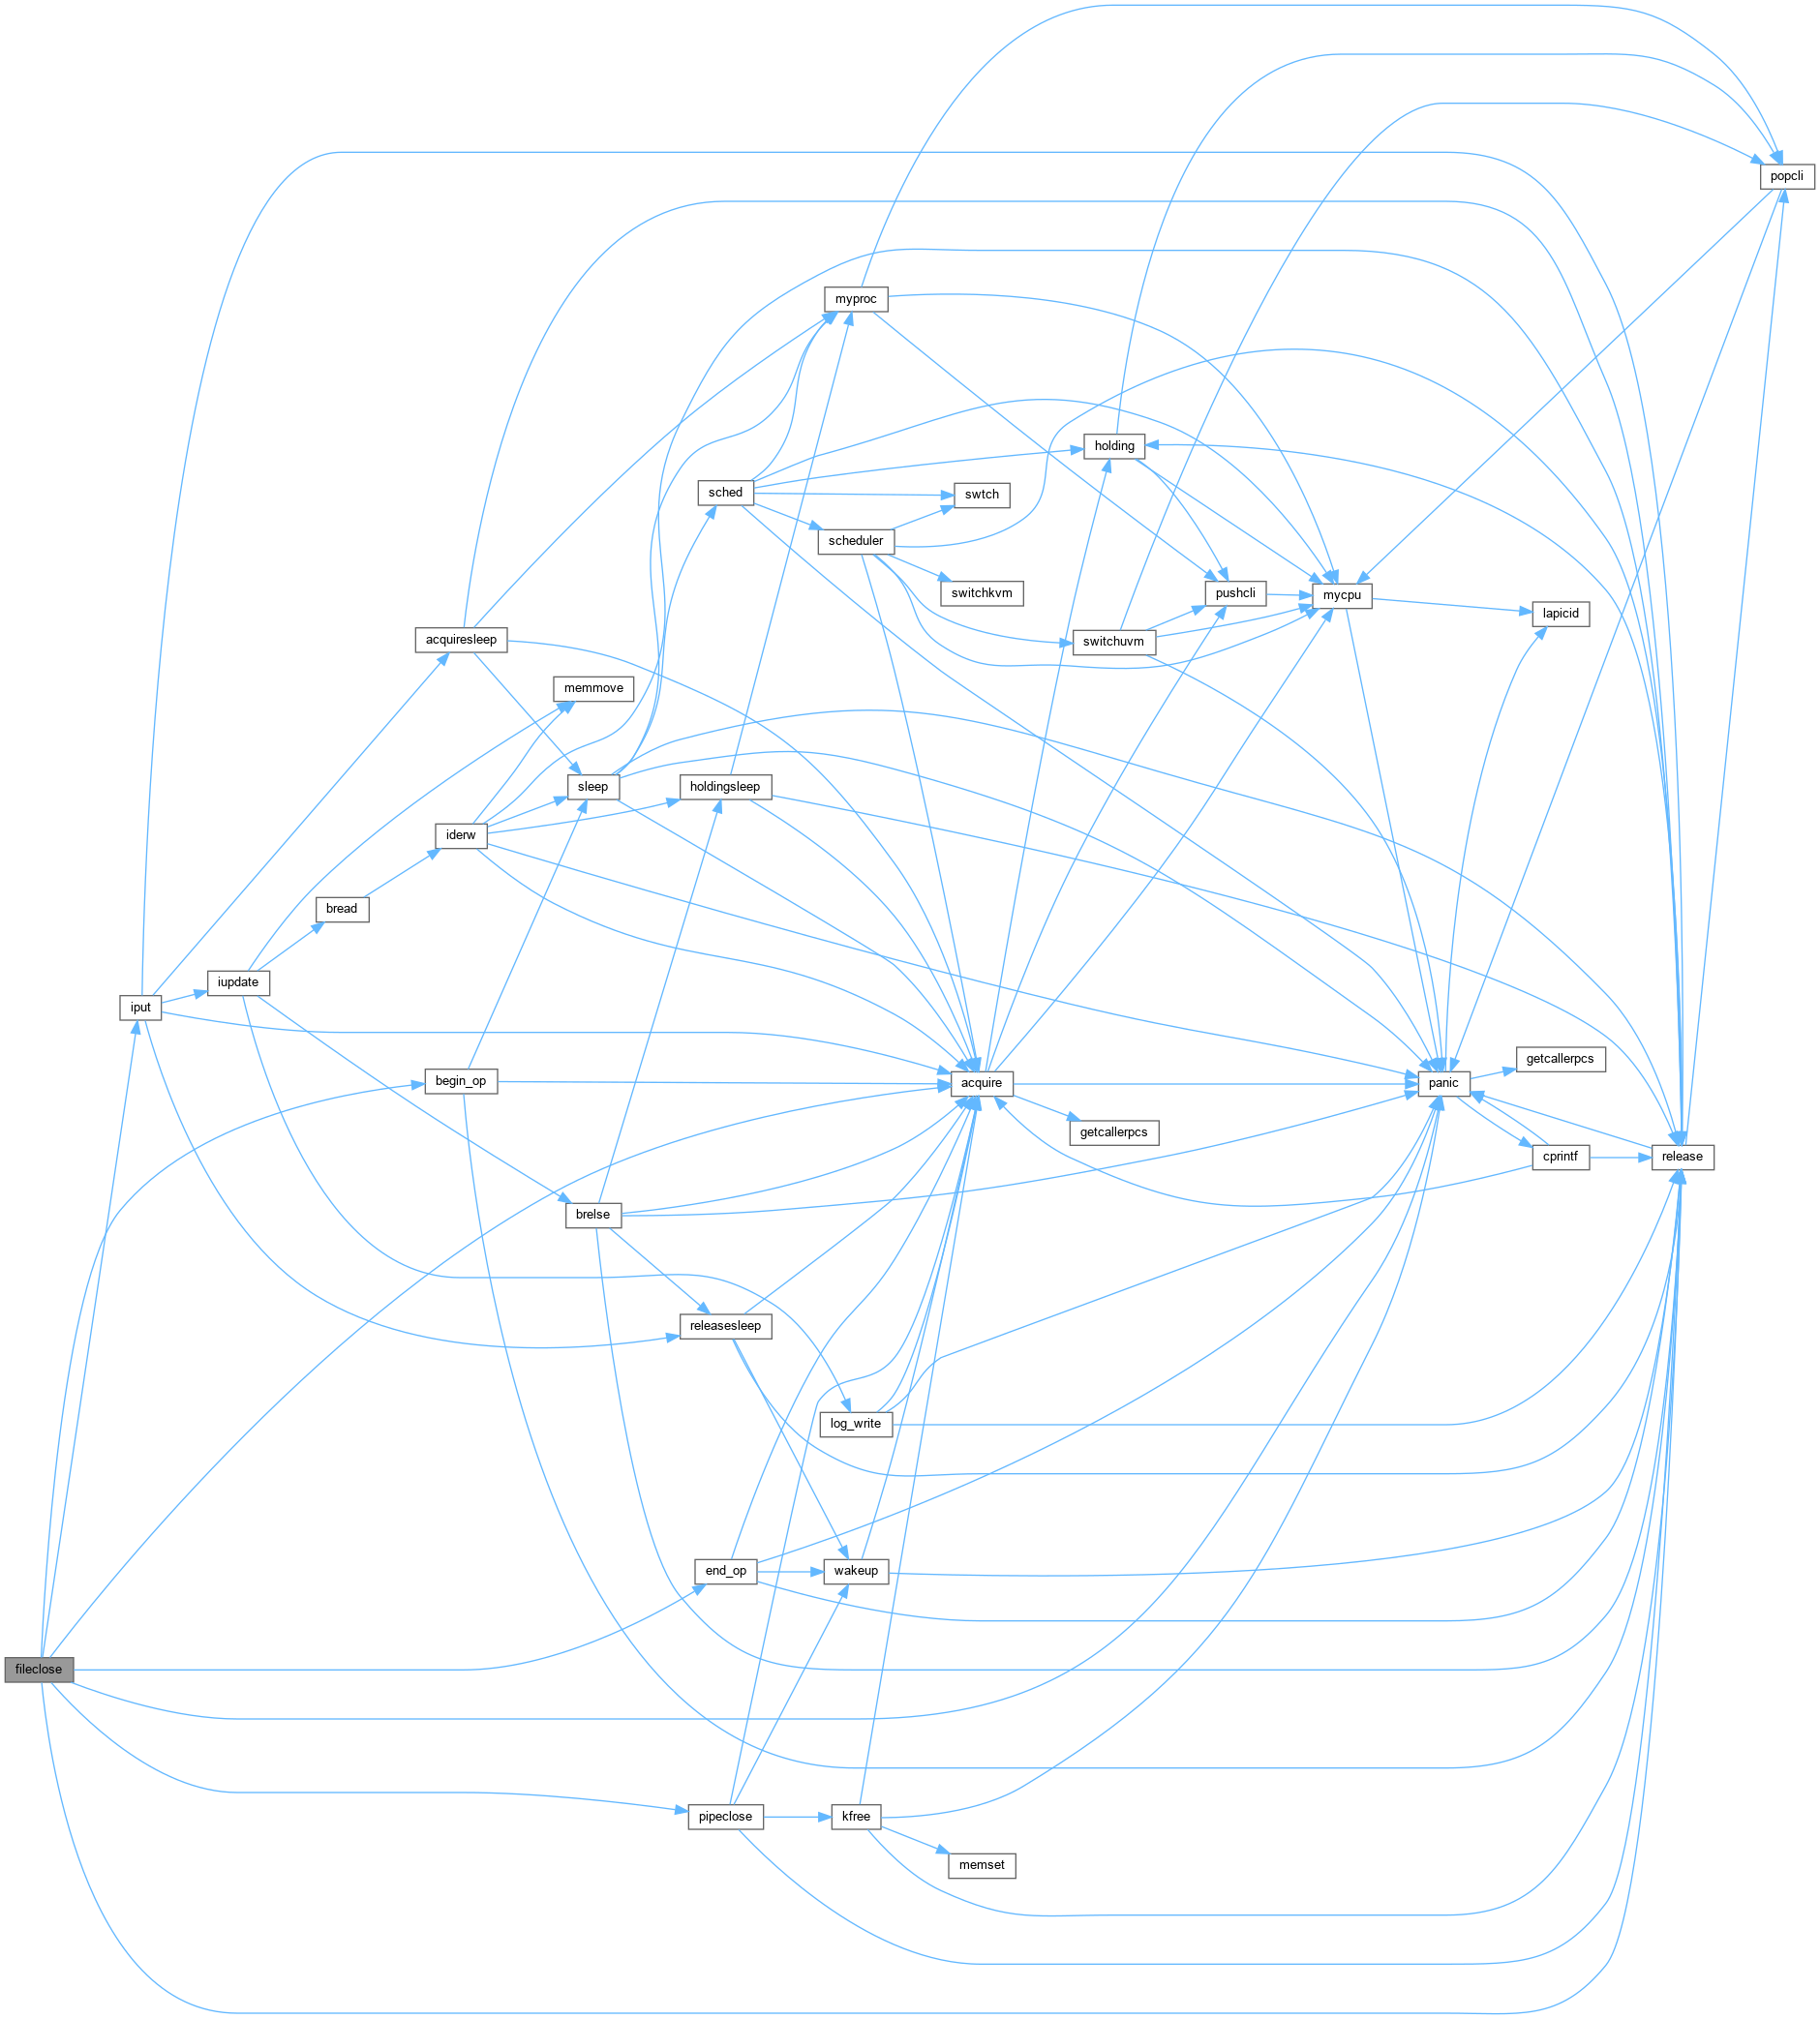 popcli
myproc
holding
sched
swtch
scheduler
switchkvm
pushcli
mycpu
lapicid
acquiresleep
switchuvm
memmove
sleep
holdingsleep
iderw
bread
iupdate
iput
begin_op
acquire
panic
getcallerpcs
getcallerpcs
cprintf
release
brelse
releasesleep
log_write
end_op
wakeup
fileclose
pipeclose
kfree
memset